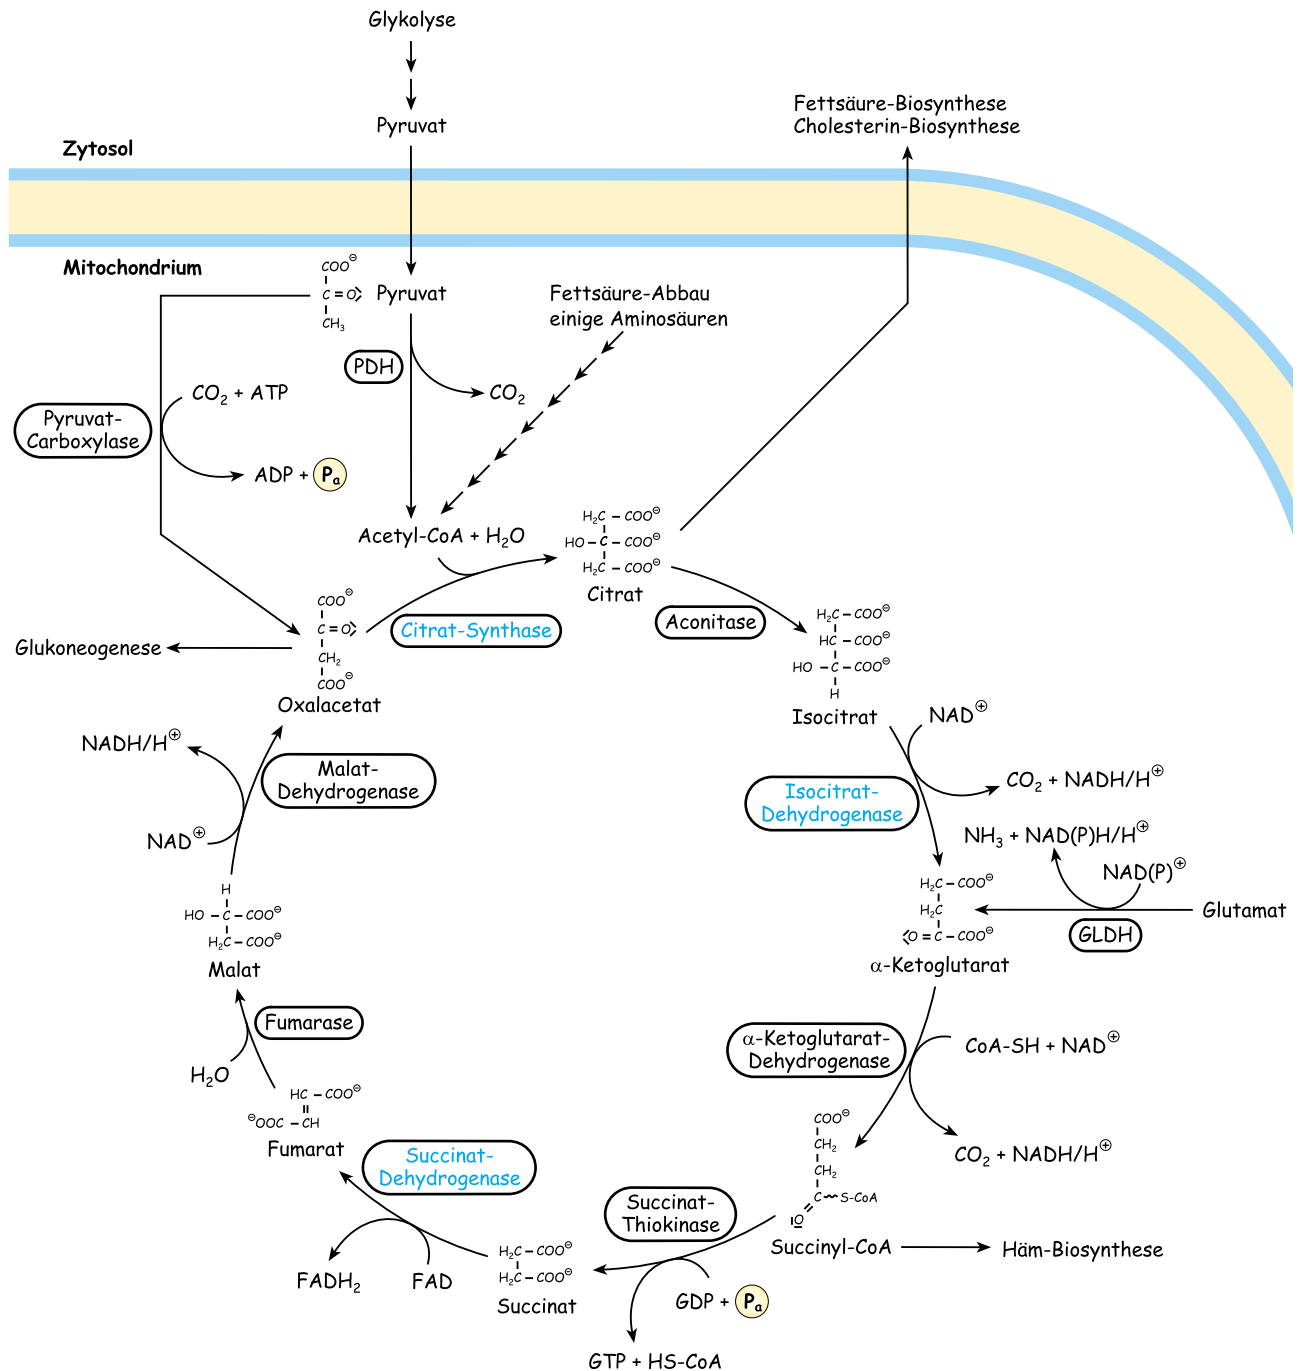 Glykolyse
Pyruvat
Fettsäure-Biosynthese
Cholesterin-Biosynthese
Zytosol
Mitochondrium
COO⊖
C = O
CH₃
Pyruvat
Fettsäure-Abbau
einige Aminosäuren
PDH
CO₂
CO₂ + ATP
Pyruvat-
Carboxylase
ADP + Pa
Acetyl-CoA + H₂O
H₂C – COO⊖
HO – C – COO⊖
H₂C – COO⊖
Citrat
Citrat-Synthase
Aconitase
COO⊖
C = O
CH₂
COO⊖
Oxalacetat
Glukoneogenese
H₂C – COO⊖
HC – COO⊖
HO – C – COO⊖
H
Isocitrat
NAD⊕
Isocitrat-
Dehydrogenase
CO₂ + NADH/H⊕
NADH/H⊕
Malat-
Dehydrogenase
NAD⊕
NH₃ + NAD(P)H/H⊕
NAD(P)⊕
Glutamat
GLDH
H₂C – COO⊖
H₂C
O = C – COO⊖
α-Ketoglutarat
H
HO – C – COO⊖
H₂C – COO⊖
Malat
Fumarase
H₂O
α-Ketoglutarat-
Dehydrogenase
CoA-SH + NAD⊕
CO₂ + NADH/H⊕
HC – COO⊖
⊖OOC – CH
Fumarat
Succinat-
Dehydrogenase
COO⊖
CH₂
CH₂
C ~ S-CoA
O
Succinyl-CoA
Häm-Biosynthese
Succinat-
Thiokinase
FADH₂
FAD
H₂C – COO⊖
H₂C – COO⊖
Succinat
GDP + Pa
GTP + HS-CoA